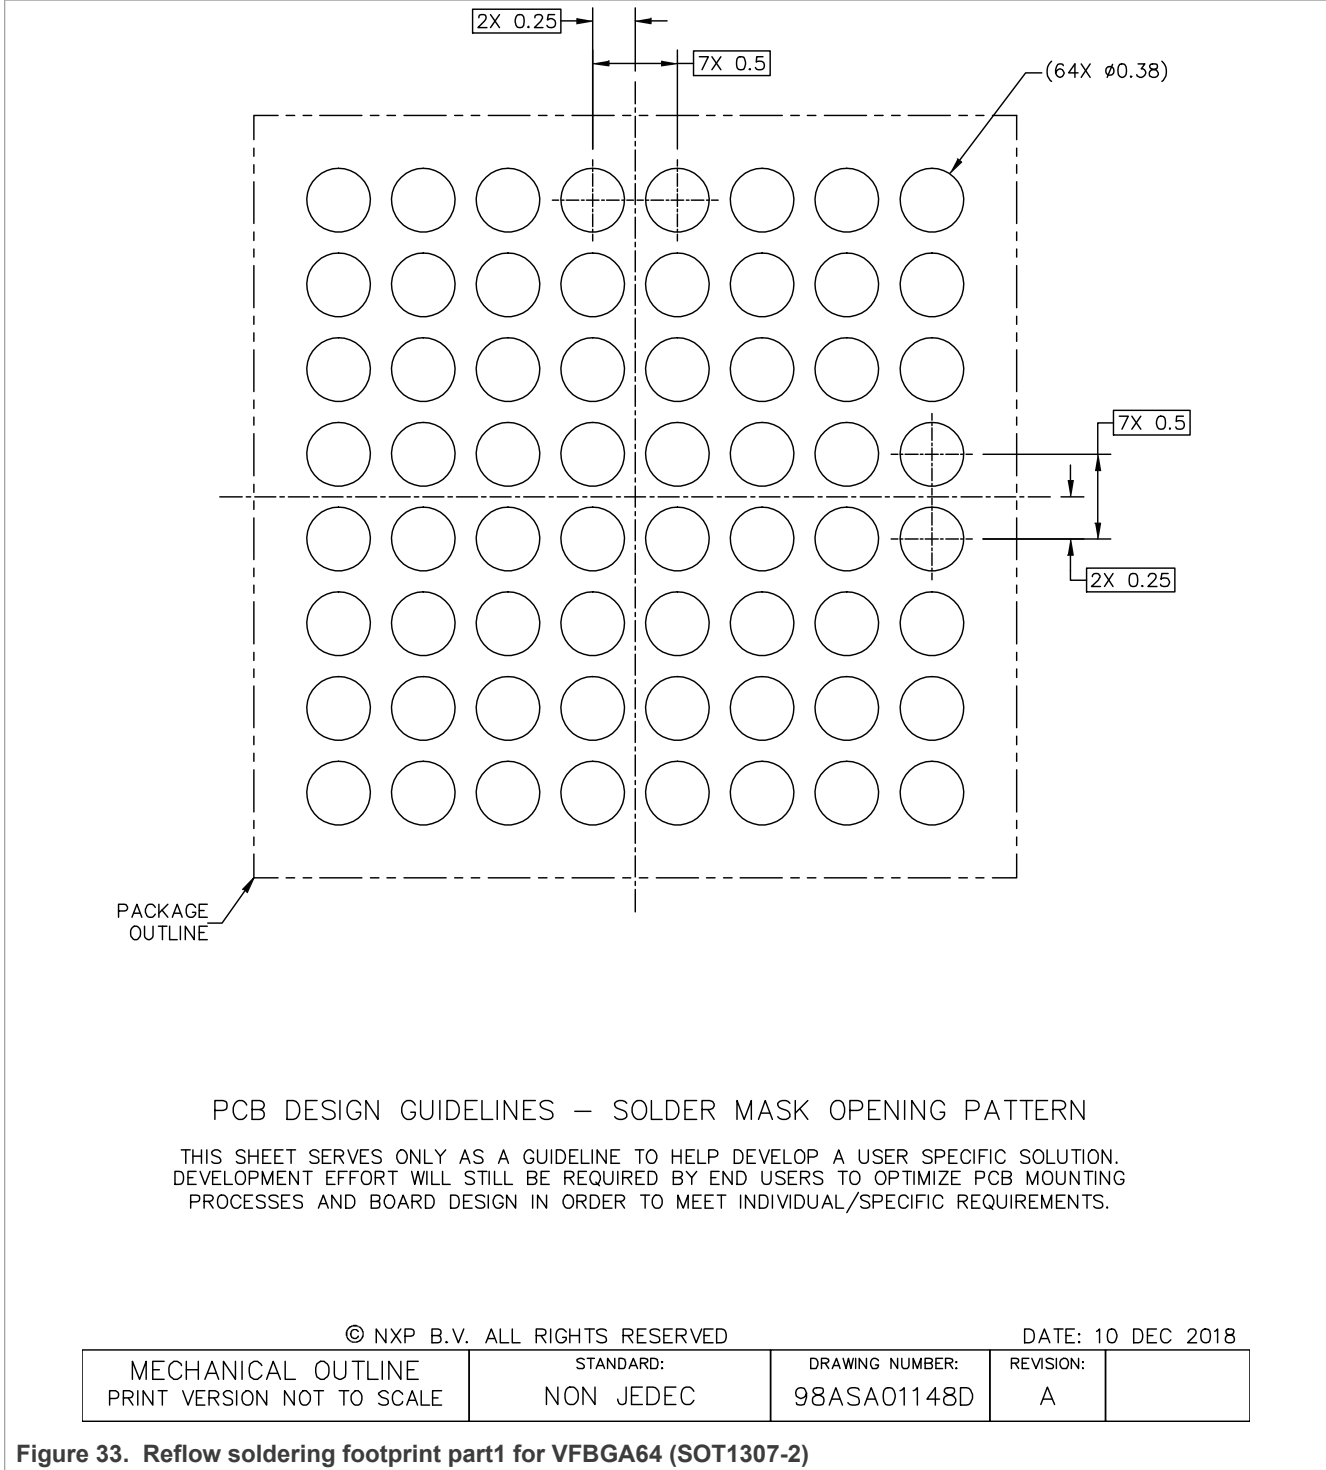 2X 0.25
7X 0.5
(64X ø0.38)
7X 0.5
2X 0.25
PACKAGE
OUTLINE
PCB DESIGN GUIDELINES – SOLDER MASK OPENING PATTERN
THIS SHEET SERVES ONLY AS A GUIDELINE TO HELP DEVELOP A USER SPECIFIC SOLUTION.
DEVELOPMENT EFFORT WILL STILL BE REQUIRED BY END USERS TO OPTIMIZE PCB MOUNTING
PROCESSES AND BOARD DESIGN IN ORDER TO MEET INDIVIDUAL/SPECIFIC REQUIREMENTS.
© NXP B.V. ALL RIGHTS RESERVED
DATE: 10 DEC 2018
MECHANICAL OUTLINE
PRINT VERSION NOT TO SCALE
STANDARD:
NON JEDEC
DRAWING NUMBER:
98ASA01148D
REVISION:
A
Figure 33. Reflow soldering footprint part1 for VFBGA64 (SOT1307-2)